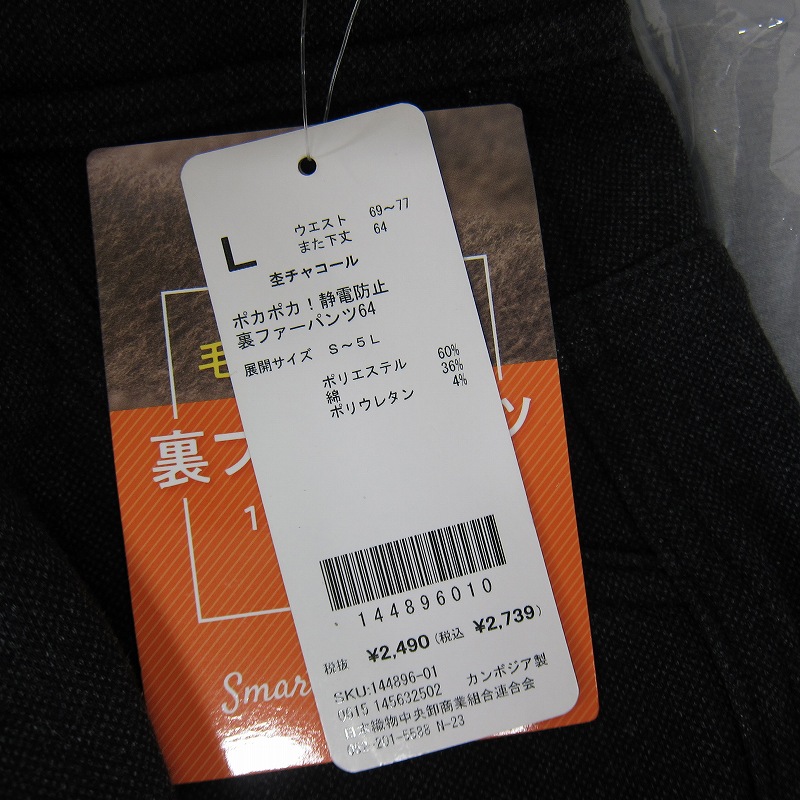 L
ウエスト 69～77
また下丈 64
杢チャコール
ポカポカ！静電防止
裏ファーパンツ64
展開サイズ S～5L
ポリエステル 60%
綿 36%
ポリウレタン 4%
144896010
税抜 ¥2,490 (税込 ¥2,739)
SKU:144896-01 カンボジア製
0615 145632502
日本織物中央卸商業組合連合会
N-23
毛
裏フ
ツ
1
Smar